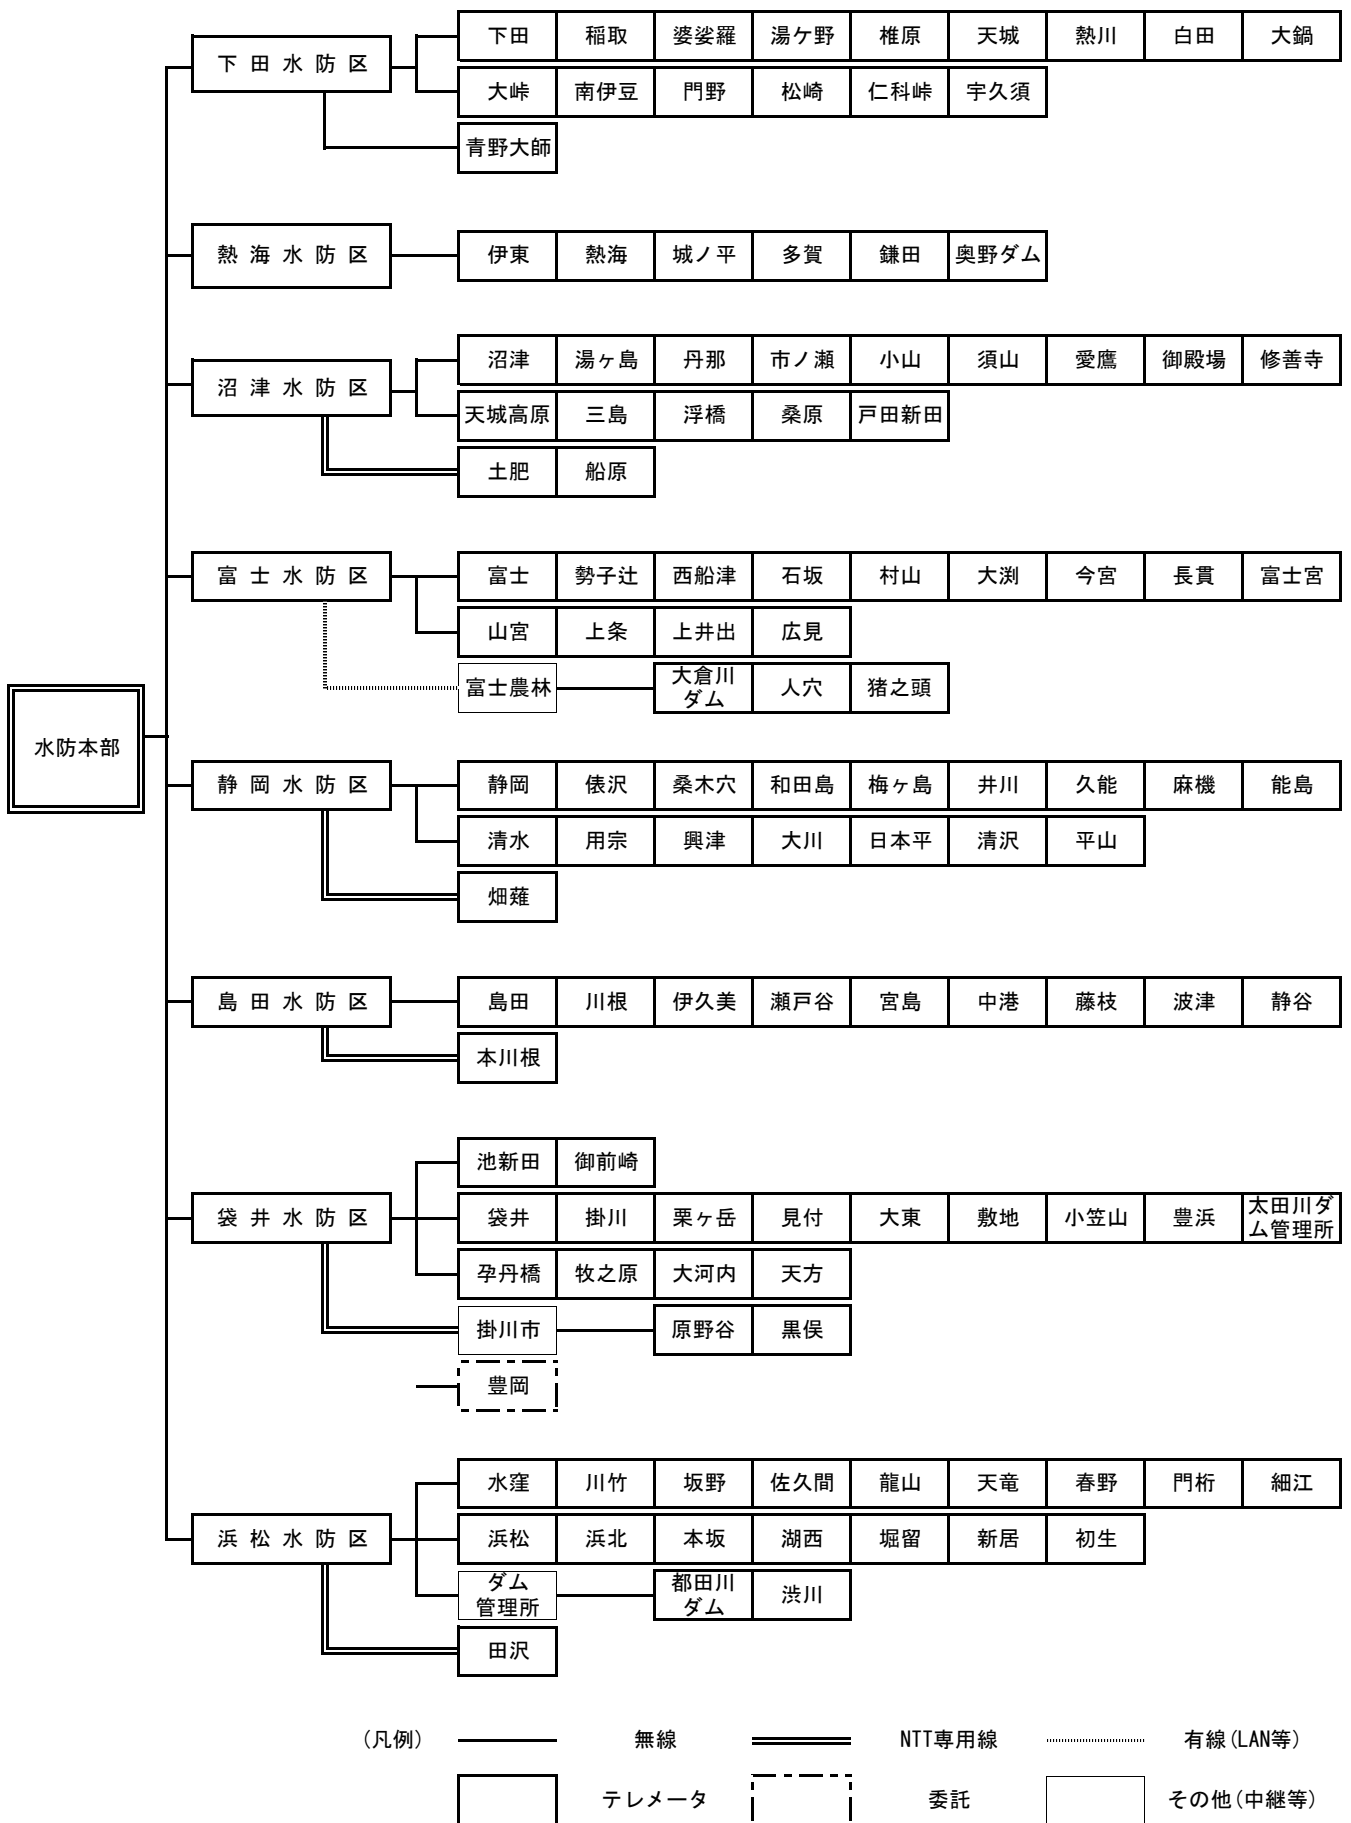 下田 稲取 婆娑羅 湯ケ野 椎原 天城 熱川 白田 大鍋
下田水防区
大峠 南伊豆 門野 松崎 仁科峠 宇久須
青野大師
熱海水防区 伊東 熱海 城ノ平 多賀 鎌田 奥野ダム
沼津 湯ヶ島 丹那 市ノ瀬 小山 須山 愛鷹 御殿場 修善寺
沼津水防区
天城高原 三島 浮橋 桑原 戸田新田
土肥 船原
富士水防区 富士 勢子辻 西船津 石坂 村山 大渕 今宮 長貫 富士宮
山宮 上条 上井出 広見
富士農林 大倉川ダム 人穴 猪之頭
水防本部
静岡水防区 静岡 俵沢 桑木穴 和田島 梅ヶ島 井川 久能 麻機 能島
清水 用宗 興津 大川 日本平 清沢 平山
畑薙
島田水防区 島田 川根 伊久美 瀬戸谷 宮島 中港 藤枝 波津 静谷
本川根
池新田 御前崎
袋井水防区 袋井 掛川 栗ヶ岳 見付 大東 敷地 小笠山 豊浜 太田川ダム管理所
孕丹橋 牧之原 大河内 天方
掛川市 原野谷 黒俣
豊岡
水窪 川竹 坂野 佐久間 龍山 天竜 春野 門桁 細江
浜松水防区 浜松 浜北 本坂 湖西 堀留 新居 初生
ダム管理所 都田川ダム 渋川
田沢
(凡例) 無線 NTT専用線 有線(LAN等)
テレメータ 委託 その他(中継等)